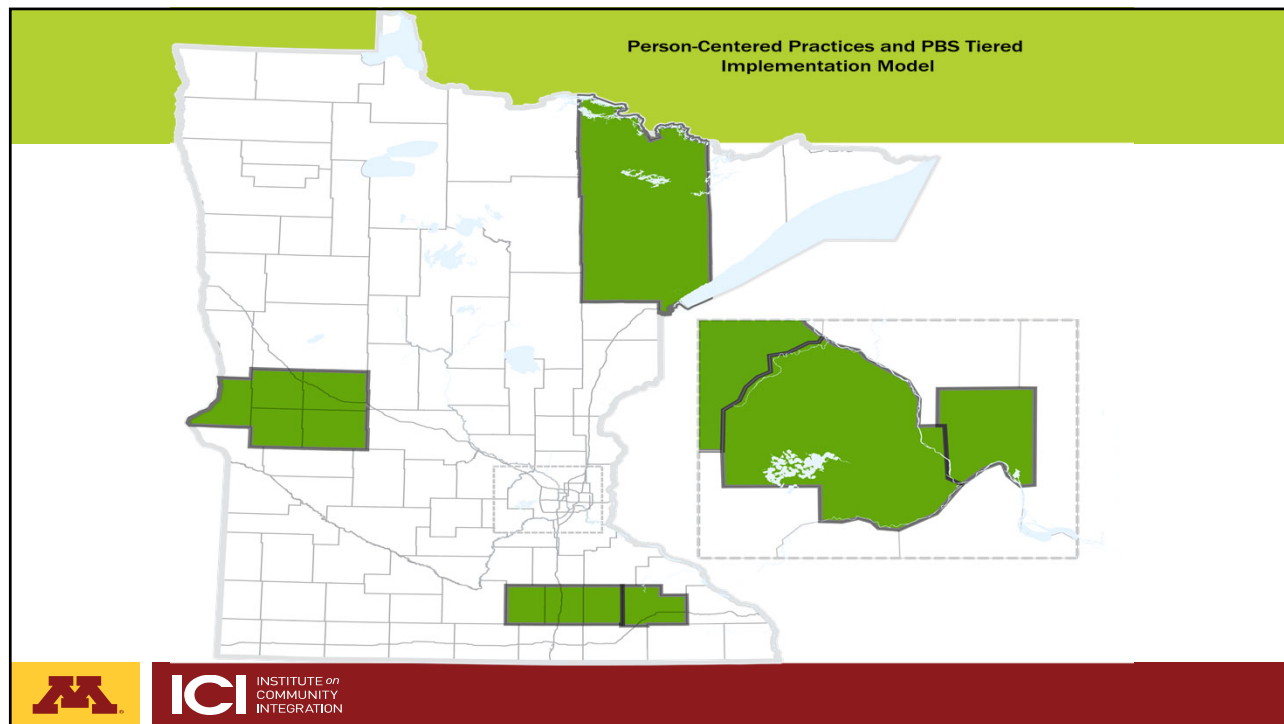 Person-Centered Practices and PBS Tiered
Implementation Model
M
ICI
INSTITUTE on
COMMUNITY
INTEGRATION